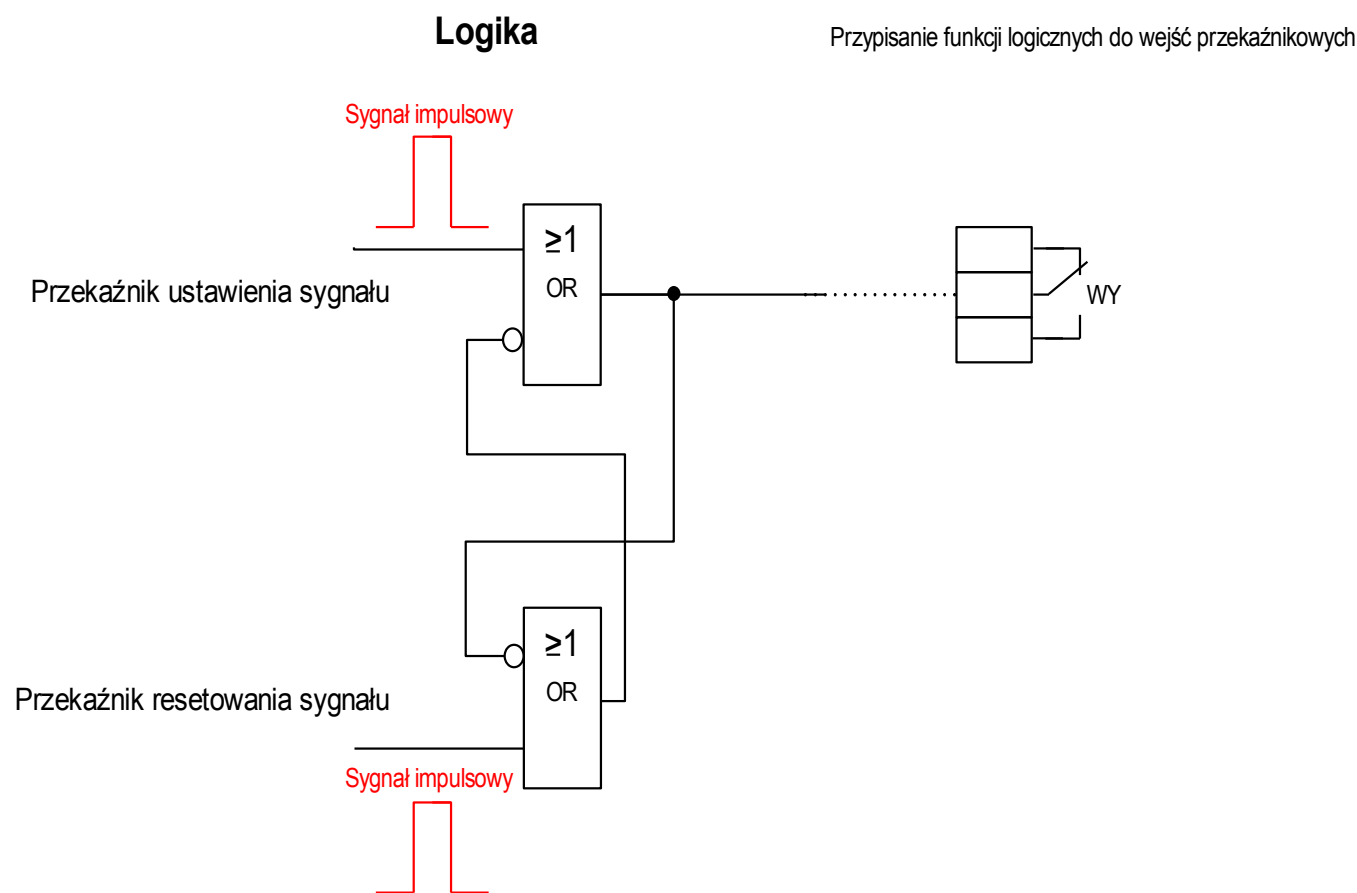 Logika
Przypisanie funkcji logicznych do wejść przekaźnikowych
Sygnał impulsowy
≥1
OR
Przekaźnik ustawienia sygnału
WY
≥1
OR
Przekaźnik resetowania sygnału
Sygnał impulsowy